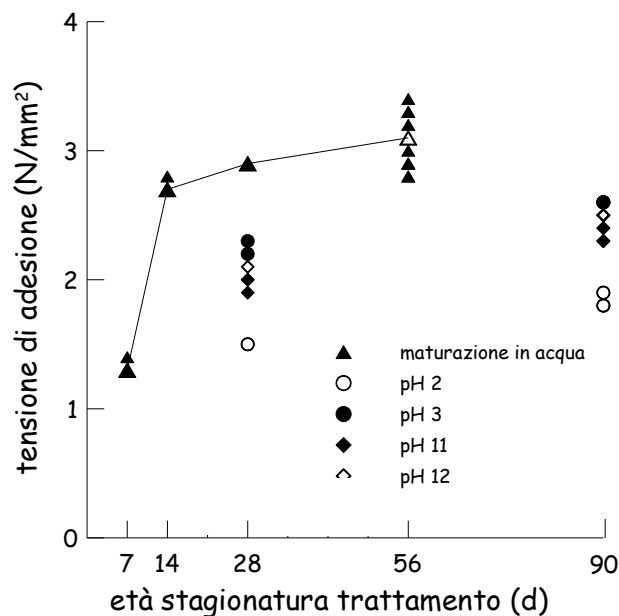 4
3
2
1
0
tensione di adesione (N/mm²)
maturazione in acqua
pH 2
pH 3
pH 11
pH 12
7 14 28 56 90
età stagionatura trattamento (d)